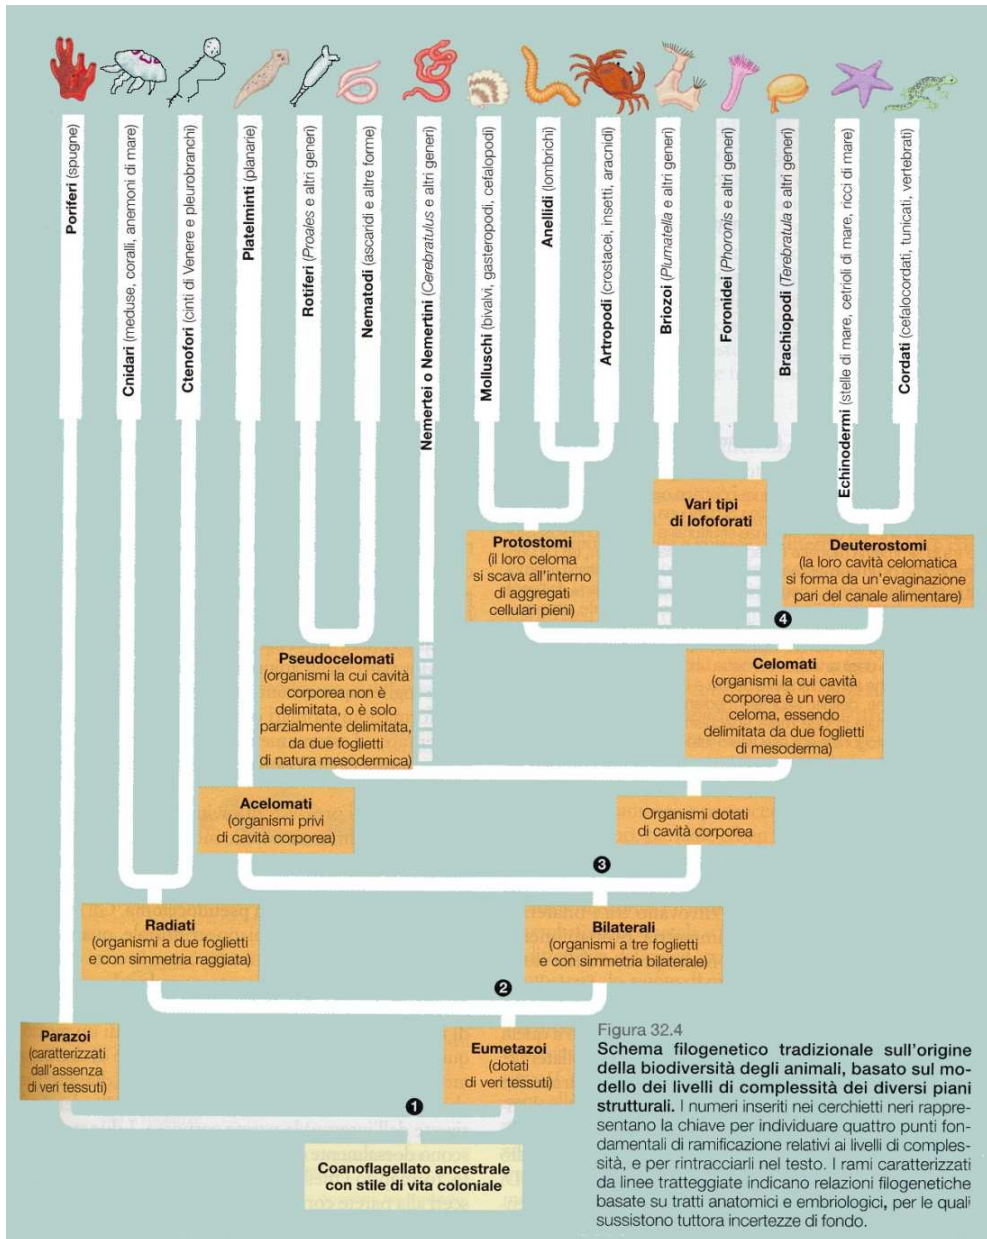 Poriferi (spugne)
Cnidari (meduse, coralli, anemoni di mare)
Ctenofori (cinti di Venere e pleurobranchi)
Platelminti (planarie)
Rotiferi (Proales e altri generi)
Nematodi (ascaridi e altre forme)
Nemertei o Nemertini (Cerebratulus e altri generi)
Molluschi (bivalvi, gasteropodi, cefalopodi)
Anellidi (lombrichi)
Artropodi (crostacei, insetti, aracnidi)
Briozoi (Plumatella e altri generi)
Foronidei (Phoronis e altri generi)
Brachiopodi (Terebratula e altri generi)
Echinodermi (stelle di mare, cetrioli di mare, ricci di mare)
Cordati (cefalocordati, tunicati, vertebrati)
Vari tipi
di lofoforati
Protostomi
(il loro celoma
si scava all'interno
di aggregati
cellulari pieni)
Deuterostomi
(la loro cavità celomatica
si forma da un'evaginazione
pari del canale alimentare)
4
Pseudocelomati
(organismi la cui cavità
corporea non è
delimitata, o è solo
parzialmente delimitata,
da due foglietti
di natura mesodermica)
Celomati
(organismi la cui cavità
corporea è un vero
celoma, essendo
delimitata da due foglietti
di mesoderma)
Acelomati
(organismi privi
di cavità corporea)
Organismi dotati
di cavità corporea
3
Radiati
(organismi a due foglietti
e con simmetria raggiata)
Bilaterali
(organismi a tre foglietti
e con simmetria bilaterale)
2
Parazoi
(caratterizzati
dall'assenza
di veri tessuti)
Eumetazoi
(dotati
di veri tessuti)
1
Coanoflagellato ancestrale
con stile di vita coloniale
Figura 32.4
Schema filogenetico tradizionale sull'origine
della biodiversità degli animali, basato sul mo-
dello dei livelli di complessità dei diversi piani
strutturali. I numeri inseriti nei cerchietti neri rappre-
sentano la chiave per individuare quattro punti fon-
damentali di ramificazione relativi ai livelli di comples-
sità, e per rintracciarli nel testo. I rami caratterizzati
da linee tratteggiate indicano relazioni filogenetiche
basate su tratti anatomici e embriologici, per le quali
sussistono tuttora incertezze di fondo.